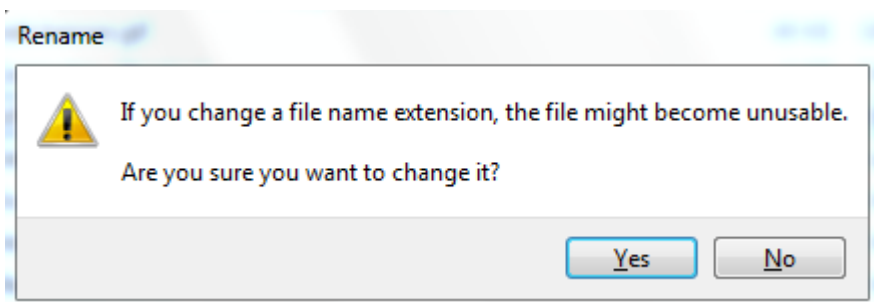 Rename
If you change a file name extension, the file might become unusable.
Are you sure you want to change it?
Yes
No